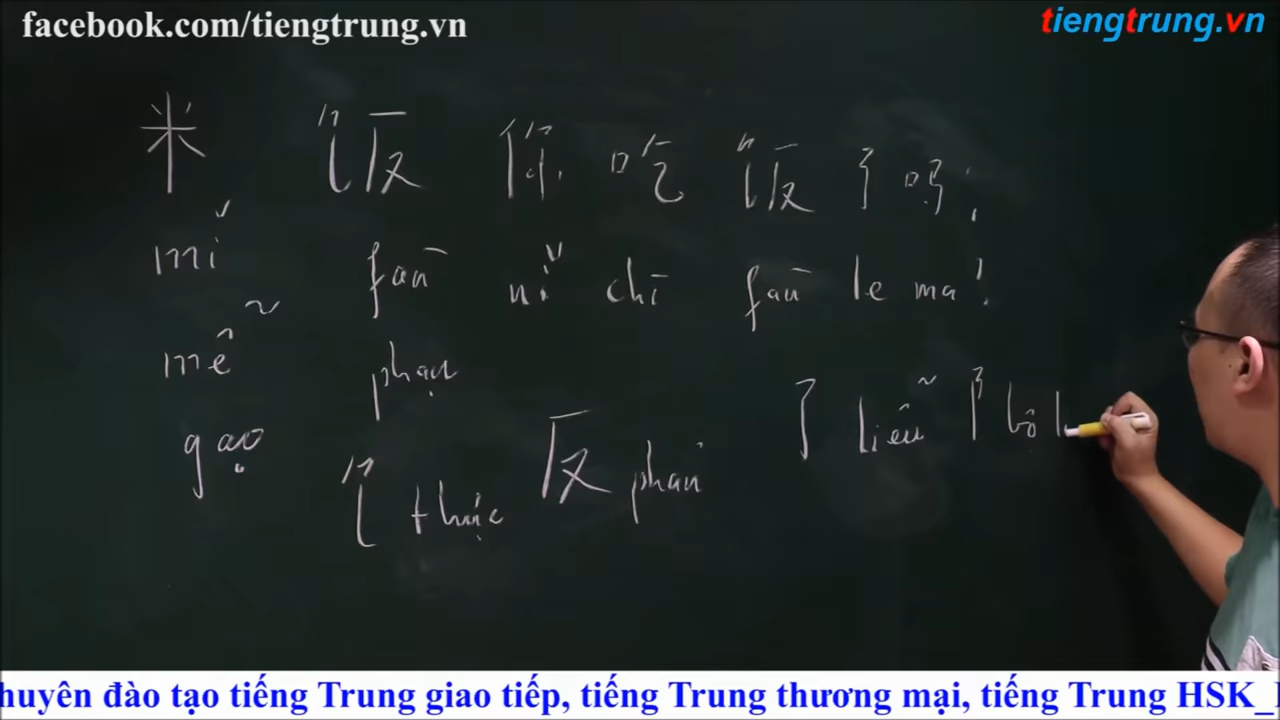 facebook.com/tiengtrung.vn
tiengtrung.vn
米 饭 你 吃 饭 了 吗?
mǐ fàn nǐ chī fàn le ma?
mễ phạn
gạo
饣 thực 反 phản 了 liễu 了 bộ
huyên đào tạo tiếng Trung giao tiếp, tiếng Trung thương mại, tiếng Trung HSK_